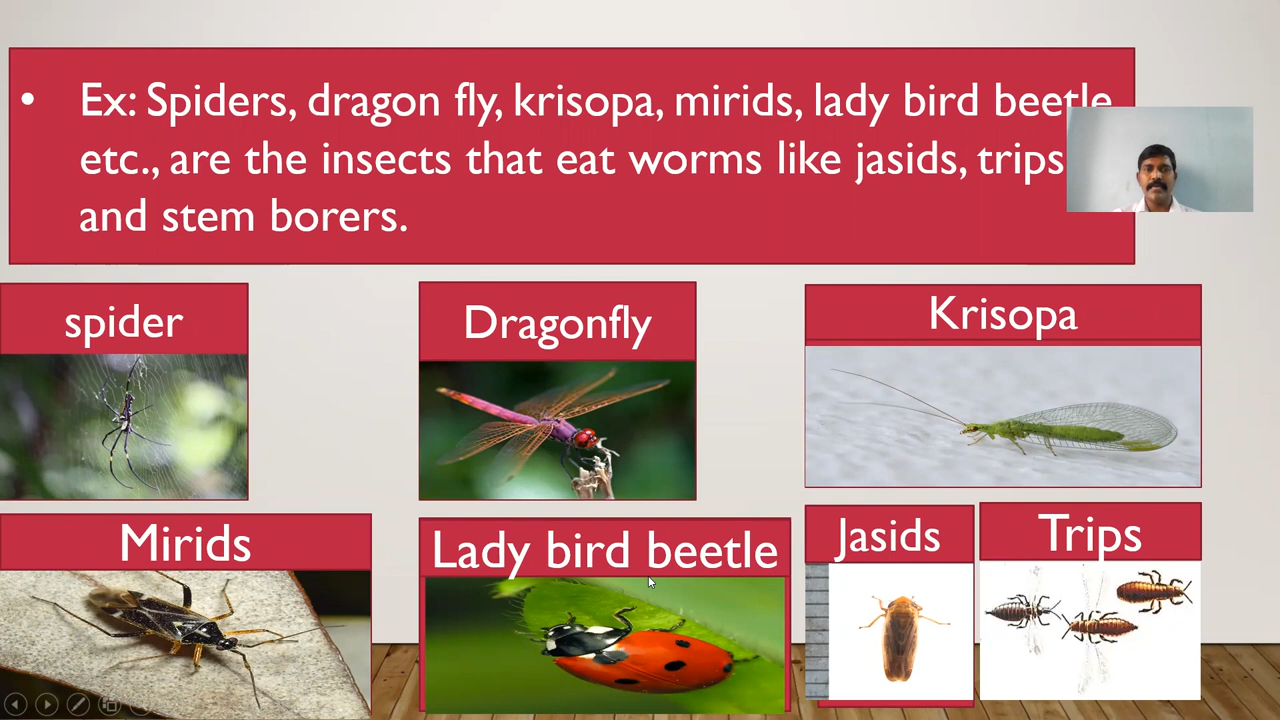 • Ex: Spiders, dragon fly, krisopa, mirids, lady bird beetle
etc., are the insects that eat worms like jasids, trips
and stem borers.
spider
Dragonfly
Krisopa
Mirids
Lady bird beetle
Jasids
Trips